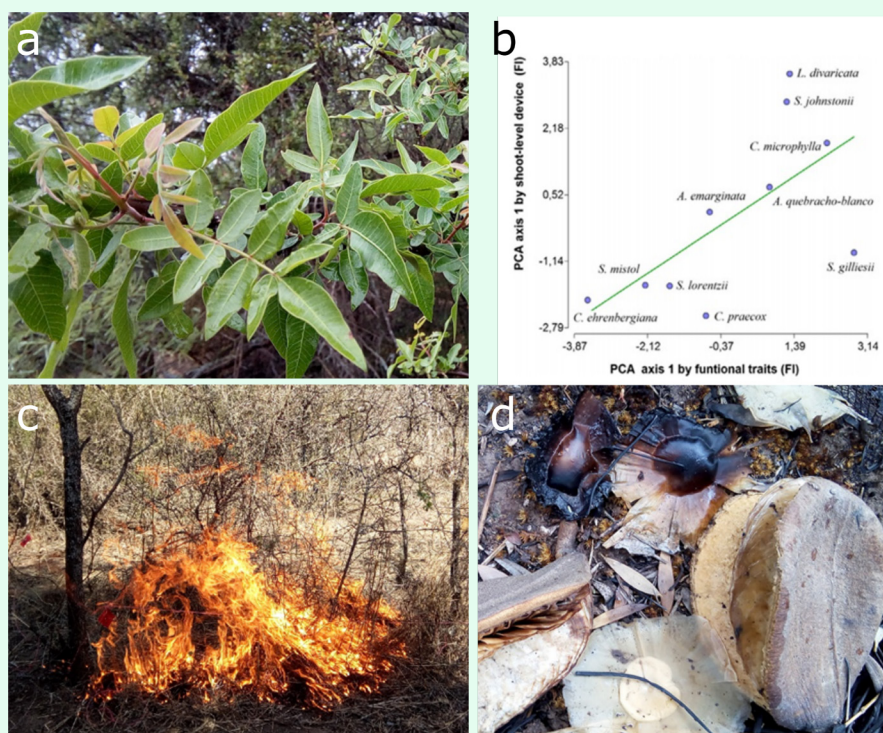 a
b
PCA axis 1 by shoot-level device (FI)
3,83
2,18
0,52
-1,14
-2,79
L. divaricata
S. johnstonii
C. microphylla
A. emarginata
A. quebracho-blanco
S. gilliesii
S. mistol
S. lorentzii
C. ehrenbergiana
C. praecox
-3,87
-2,12
-0,37
1,39
3,14
PCA axis 1 by funtional traits (FI)
c
d